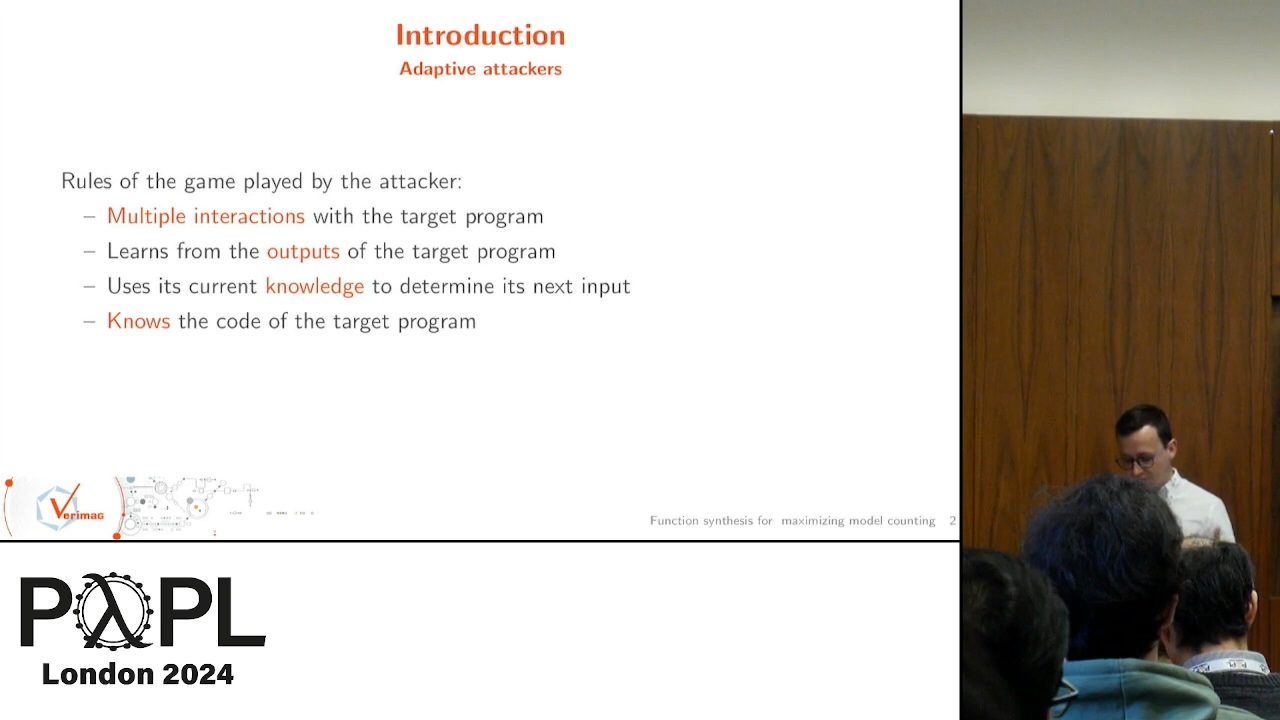 Introduction
Adaptive attackers
Rules of the game played by the attacker:
– Multiple interactions with the target program
– Learns from the outputs of the target program
– Uses its current knowledge to determine its next input
– Knows the code of the target program
Verimag
Function synthesis for maximizing model counting 2
PλPL
London 2024